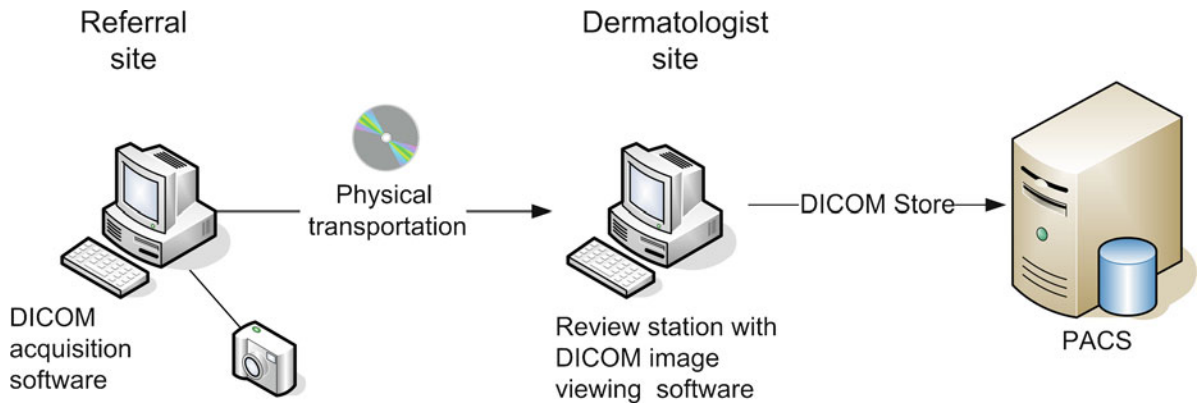 Referral
site
Dermatologist
site
Physical
transportation
DICOM Store
DICOM
acquisition
software
Review station with
DICOM image
viewing software
PACS